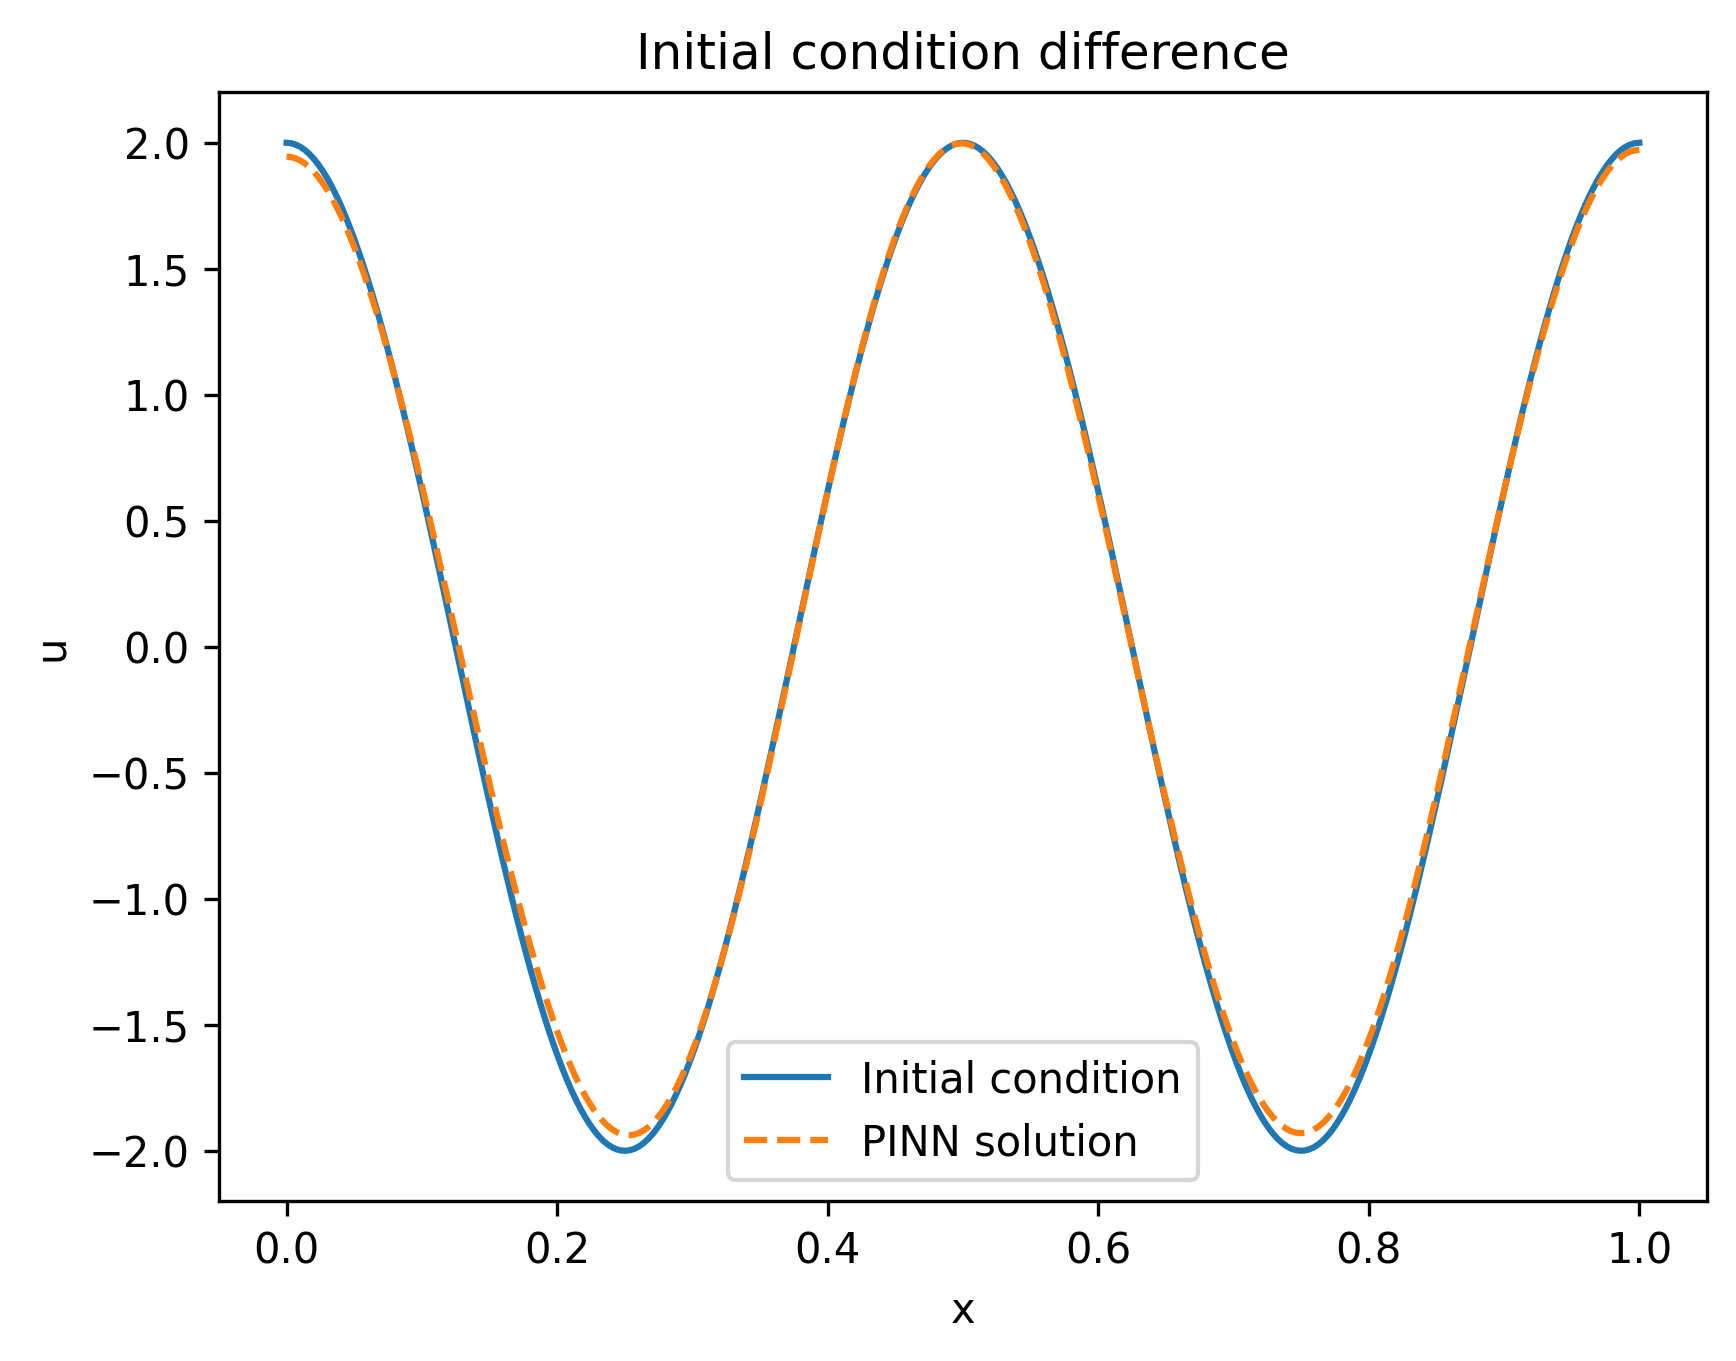 Initial condition difference
2.0
1.5
1.0
0.5
0.0
−0.5
−1.0
−1.5
−2.0
u
Initial condition
PINN solution
0.0 0.2 0.4 0.6 0.8 1.0
x